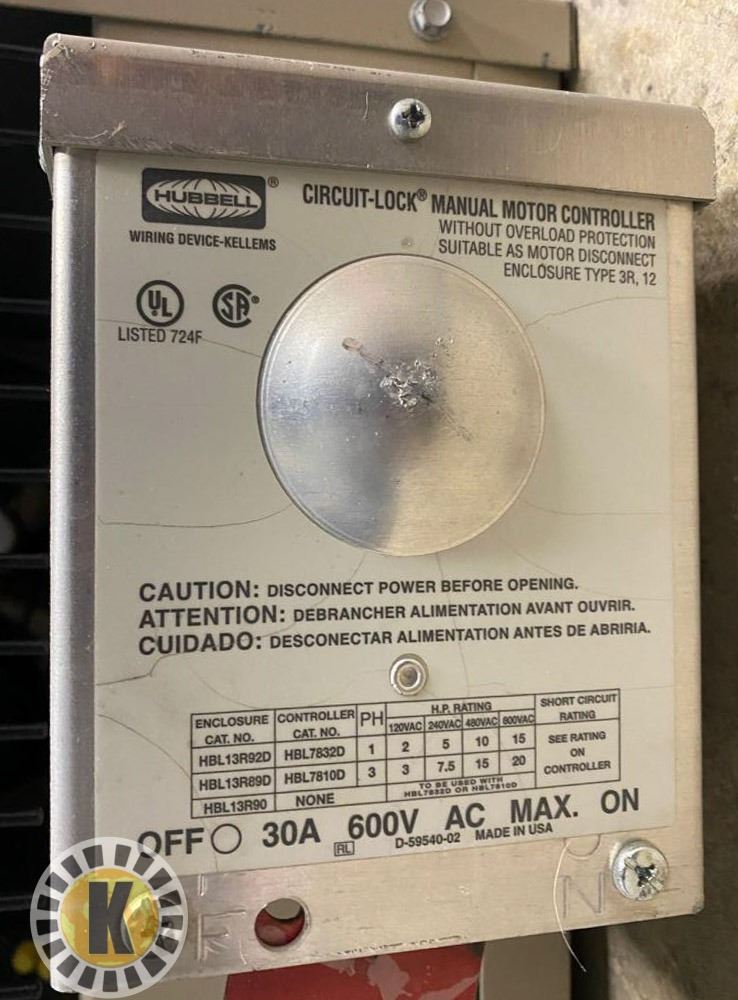 HUBBELL®
WIRING DEVICE-KELLEMS
CIRCUIT-LOCK® MANUAL MOTOR CONTROLLER
WITHOUT OVERLOAD PROTECTION
SUITABLE AS MOTOR DISCONNECT
ENCLOSURE TYPE 3R, 12
UL SA®
LISTED 724F
CAUTION: DISCONNECT POWER BEFORE OPENING.
ATTENTION: DEBRANCHER ALIMENTATION AVANT OUVRIR.
CUIDADO: DESCONECTAR ALIMENTACION ANTES DE ABRIRIA.
ENCLOSURE CAT. NO. CONTROLLER CAT. NO. PH H.P. RATING SHORT CIRCUIT RATING
120VAC 240VAC 480VAC 600VAC
HBL13R92D HBL7832D 1 2 5 10 15 SEE RATING ON CONTROLLER
HBL13R89D HBL7810D 3 3 7.5 15 20
HBL13R90 NONE TO BE USED WITH HBL7832D OR HBL7810D
OFF 30A 600V AC MAX. ON
RL D-59540-02 MADE IN USA
K